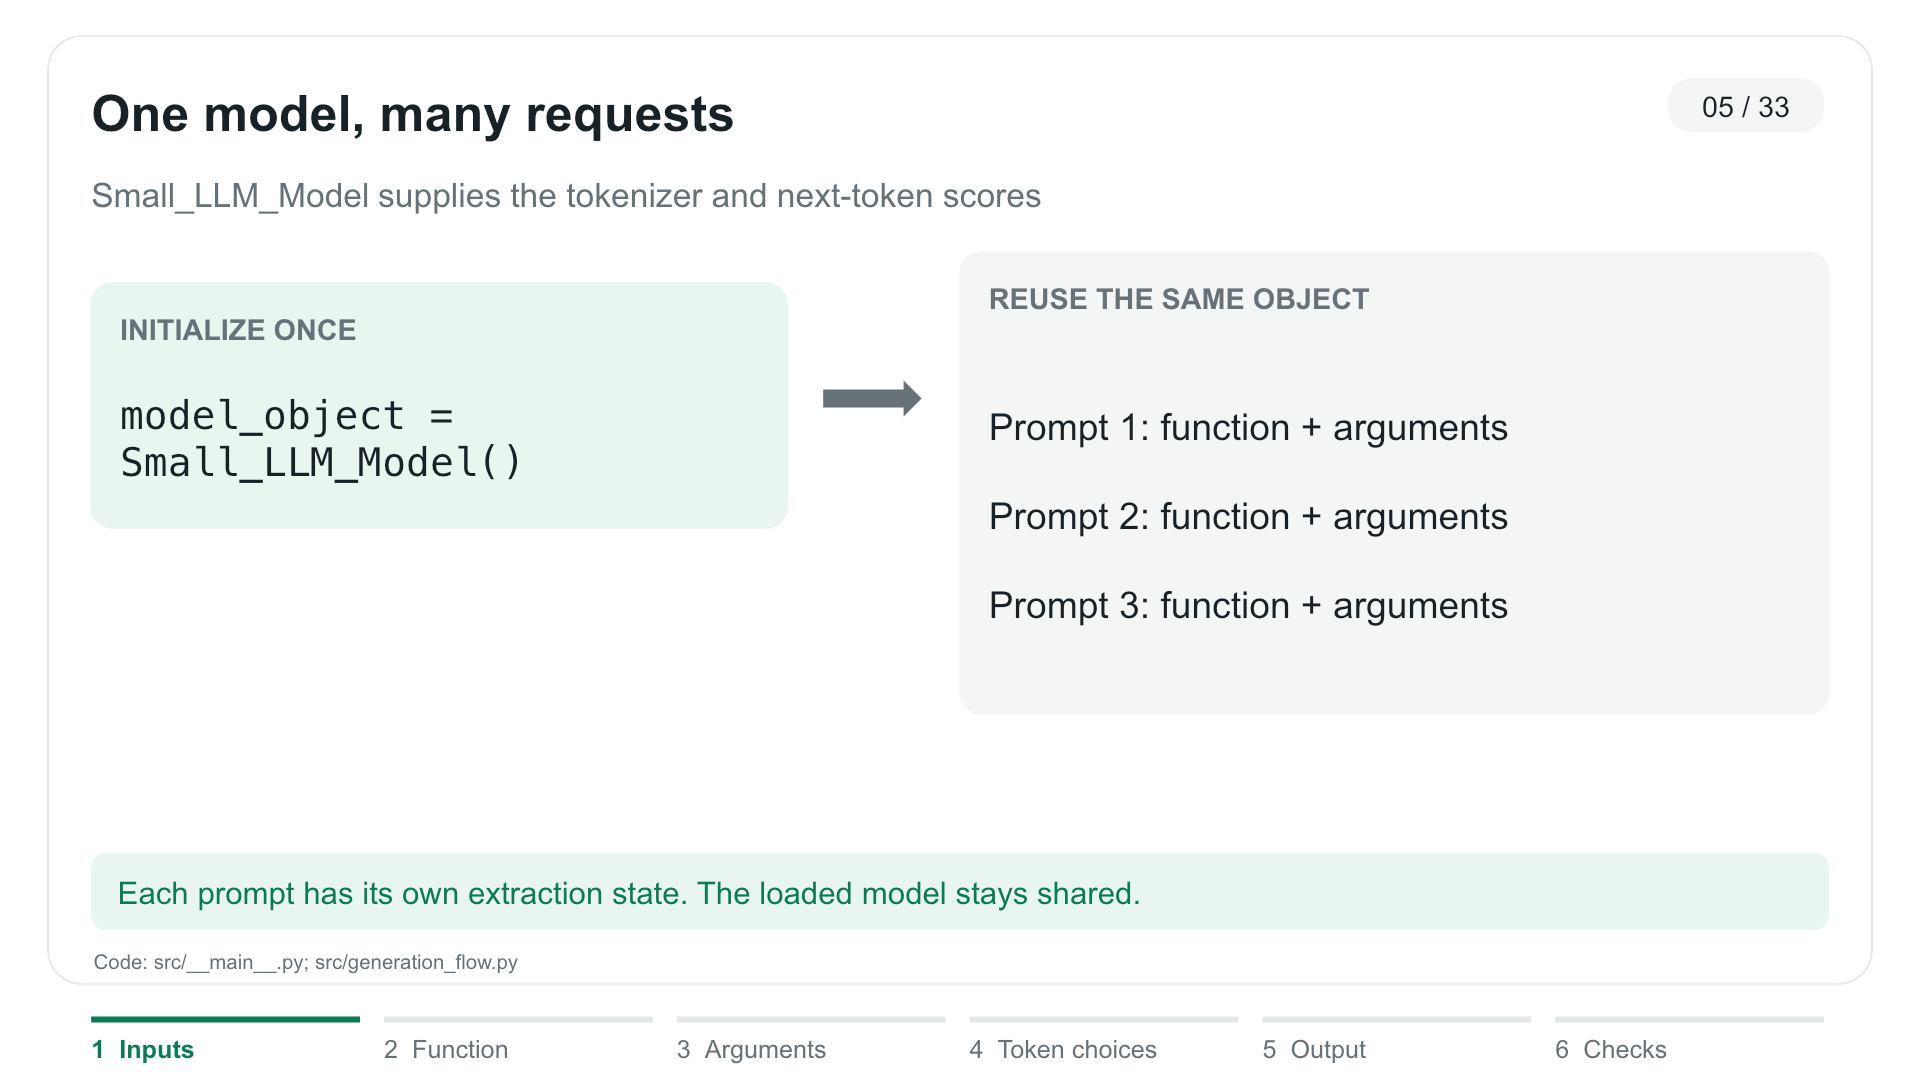 One model, many requests
05 / 33
Small_LLM_Model supplies the tokenizer and next-token scores
INITIALIZE ONCE
model_object =
Small_LLM_Model()
REUSE THE SAME OBJECT
Prompt 1: function + arguments
Prompt 2: function + arguments
Prompt 3: function + arguments
Each prompt has its own extraction state. The loaded model stays shared.
Code: src/__main__.py; src/generation_flow.py
1 Inputs
2 Function
3 Arguments
4 Token choices
5 Output
6 Checks